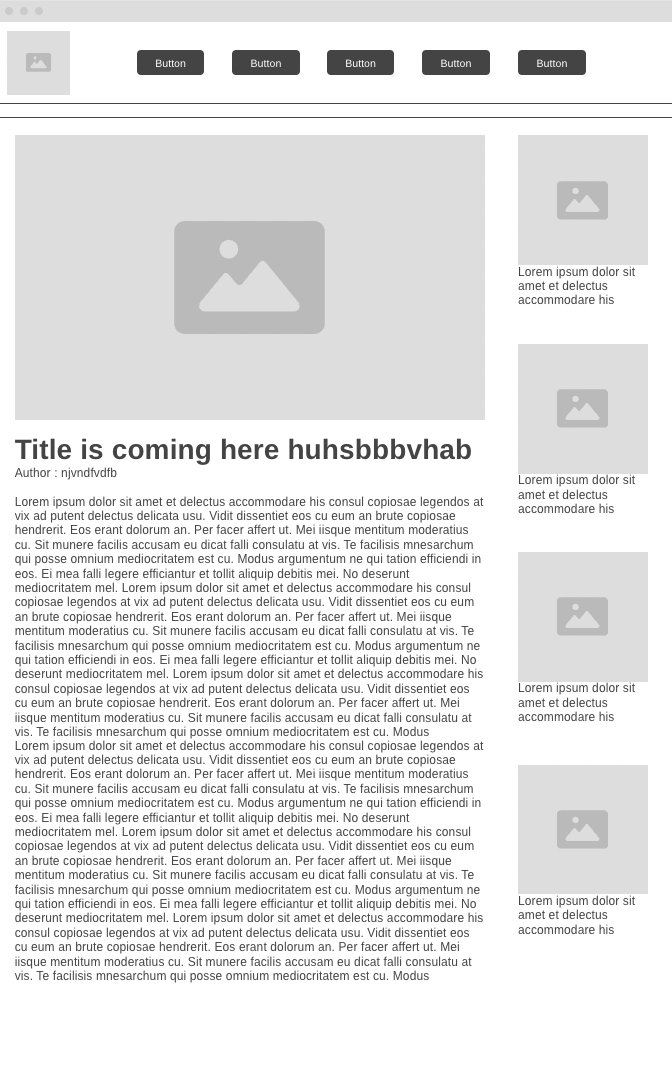 Button Button Button Button Button
Title is coming here huhsbbbvhab
Author : njvndfvdfb
Lorem ipsum dolor sit amet et delectus accommodare his consul copiosae legendos at
vix ad putent delectus delicata usu. Vidit dissentiet eos cu eum an brute copiosae
hendrerit. Eos erant dolorum an. Per facer affert ut. Mei iisque mentitum moderatius
cu. Sit munere facilis accusam eu dicat falli consulatu at vis. Te facilisis mnesarchum
qui posse omnium mediocritatem est cu. Modus argumentum ne qui tation efficiendi in
eos. Ei mea falli legere efficiantur et tollit aliquip debitis mei. No deserunt
mediocritatem mel. Lorem ipsum dolor sit amet et delectus accommodare his consul
copiosae legendos at vix ad putent delectus delicata usu. Vidit dissentiet eos cu eum
an brute copiosae hendrerit. Eos erant dolorum an. Per facer affert ut. Mei iisque
mentitum moderatius cu. Sit munere facilis accusam eu dicat falli consulatu at vis. Te
facilisis mnesarchum qui posse omnium mediocritatem est cu. Modus argumentum ne
qui tation efficiendi in eos. Ei mea falli legere efficiantur et tollit aliquip debitis mei. No
deserunt mediocritatem mel. Lorem ipsum dolor sit amet et delectus accommodare his
consul copiosae legendos at vix ad putent delectus delicata usu. Vidit dissentiet eos
cu eum an brute copiosae hendrerit. Eos erant dolorum an. Per facer affert ut. Mei
iisque mentitum moderatius cu. Sit munere facilis accusam eu dicat falli consulatu at
vis. Te facilisis mnesarchum qui posse omnium mediocritatem est cu. Modus
Lorem ipsum dolor sit amet et delectus accommodare his consul copiosae legendos at
vix ad putent delectus delicata usu. Vidit dissentiet eos cu eum an brute copiosae
hendrerit. Eos erant dolorum an. Per facer affert ut. Mei iisque mentitum moderatius
cu. Sit munere facilis accusam eu dicat falli consulatu at vis. Te facilisis mnesarchum
qui posse omnium mediocritatem est cu. Modus argumentum ne qui tation efficiendi in
eos. Ei mea falli legere efficiantur et tollit aliquip debitis mei. No deserunt
mediocritatem mel. Lorem ipsum dolor sit amet et delectus accommodare his consul
copiosae legendos at vix ad putent delectus delicata usu. Vidit dissentiet eos cu eum
an brute copiosae hendrerit. Eos erant dolorum an. Per facer affert ut. Mei iisque
mentitum moderatius cu. Sit munere facilis accusam eu dicat falli consulatu at vis. Te
facilisis mnesarchum qui posse omnium mediocritatem est cu. Modus argumentum ne
qui tation efficiendi in eos. Ei mea falli legere efficiantur et tollit aliquip debitis mei. No
deserunt mediocritatem mel. Lorem ipsum dolor sit amet et delectus accommodare his
consul copiosae legendos at vix ad putent delectus delicata usu. Vidit dissentiet eos
cu eum an brute copiosae hendrerit. Eos erant dolorum an. Per facer affert ut. Mei
iisque mentitum moderatius cu. Sit munere facilis accusam eu dicat falli consulatu at
vis. Te facilisis mnesarchum qui posse omnium mediocritatem est cu. Modus
Lorem ipsum dolor sit
amet et delectus
accommodare his
Lorem ipsum dolor sit
amet et delectus
accommodare his
Lorem ipsum dolor sit
amet et delectus
accommodare his
Lorem ipsum dolor sit
amet et delectus
accommodare his